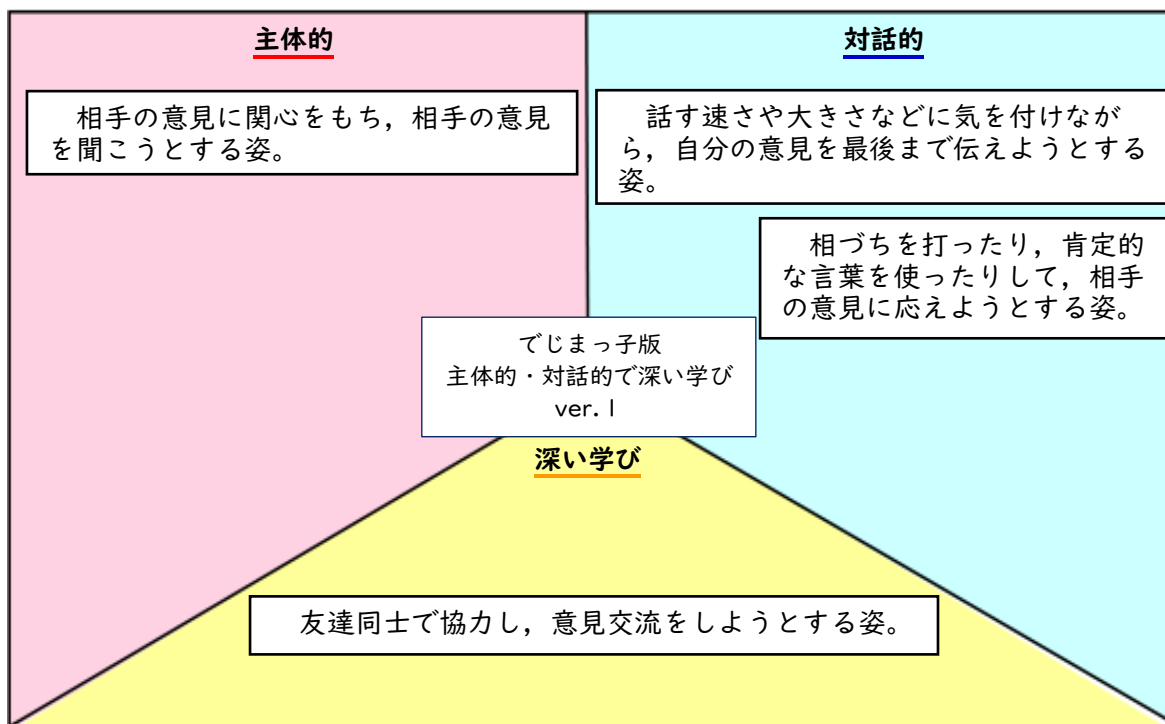 主体的
相手の意見に関心をもち，相手の意見
を聞こうとする姿。
対話的
話す速さや大きさなどに気を付けなが
ら，自分の意見を最後まで伝えようとする
姿。
相づちを打ったり，肯定的
な言葉を使ったりして，相手
の意見に応えようとする姿。
でじまっ子版
主体的・対話的で深い学び
ver.1
深い学び
友達同士で協力し，意見交流をしようとする姿。